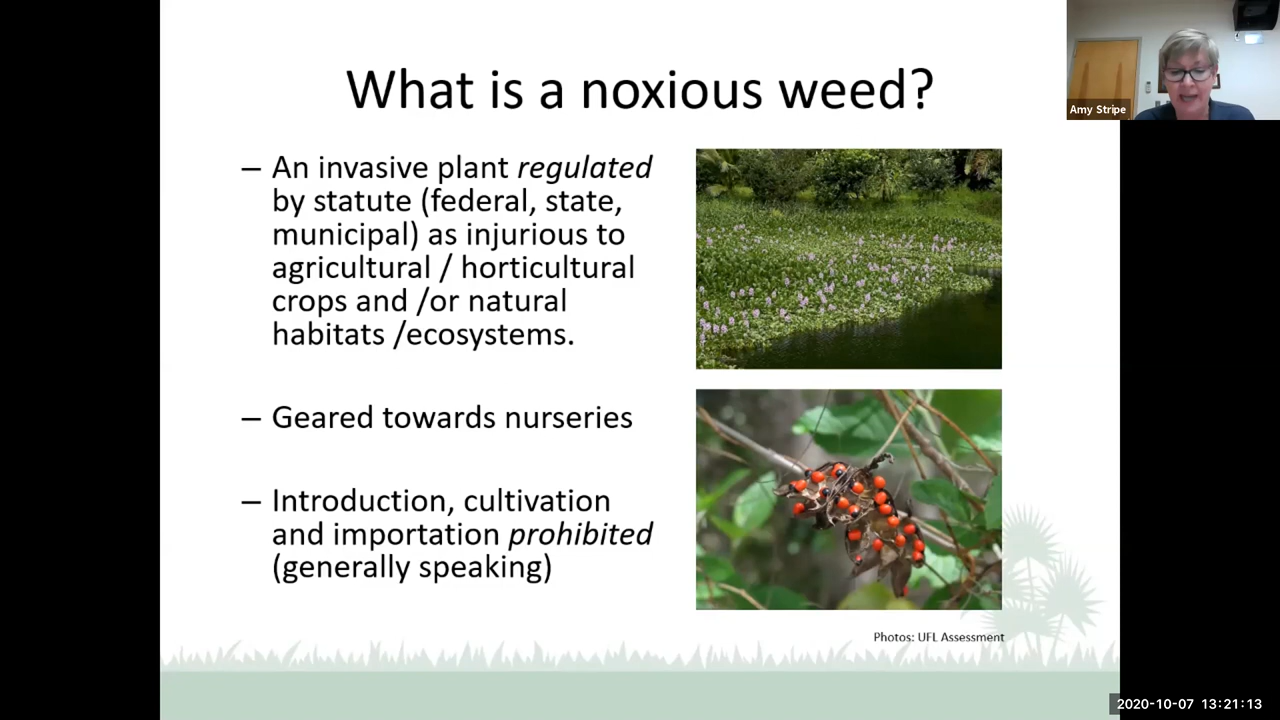 What is a noxious weed?
Amy Stripe
– An invasive plant regulated
by statute (federal, state,
municipal) as injurious to
agricultural / horticultural
crops and /or natural
habitats /ecosystems.
– Geared towards nurseries
– Introduction, cultivation
and importation prohibited
(generally speaking)
Photos: UFL Assessment
2020-10-07 13:21:13